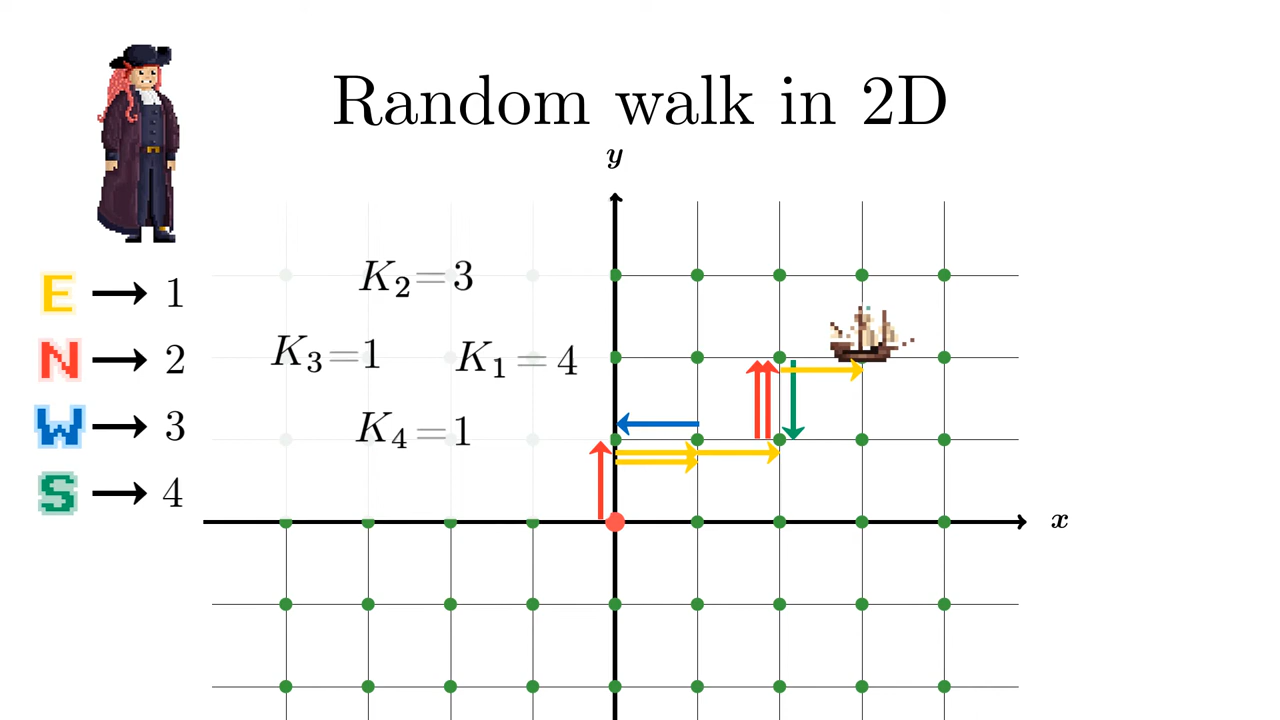 Random walk in 2D
y
K₂=3
E → 1
K₃=1
K₁ = 4
N → 2
K₄=1
W → 3
S → 4
x